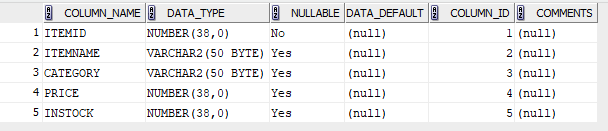 COLUMN_NAME DATA_TYPE NULLABLE DATA_DEFAULT COLUMN_ID COMMENTS
1 ITEMID NUMBER(38,0) No (null) 1 (null)
2 ITEMNAME VARCHAR2(50 BYTE) Yes (null) 2 (null)
3 CATEGORY VARCHAR2(50 BYTE) Yes (null) 3 (null)
4 PRICE NUMBER(38,0) Yes (null) 4 (null)
5 INSTOCK NUMBER(38,0) Yes (null) 5 (null)